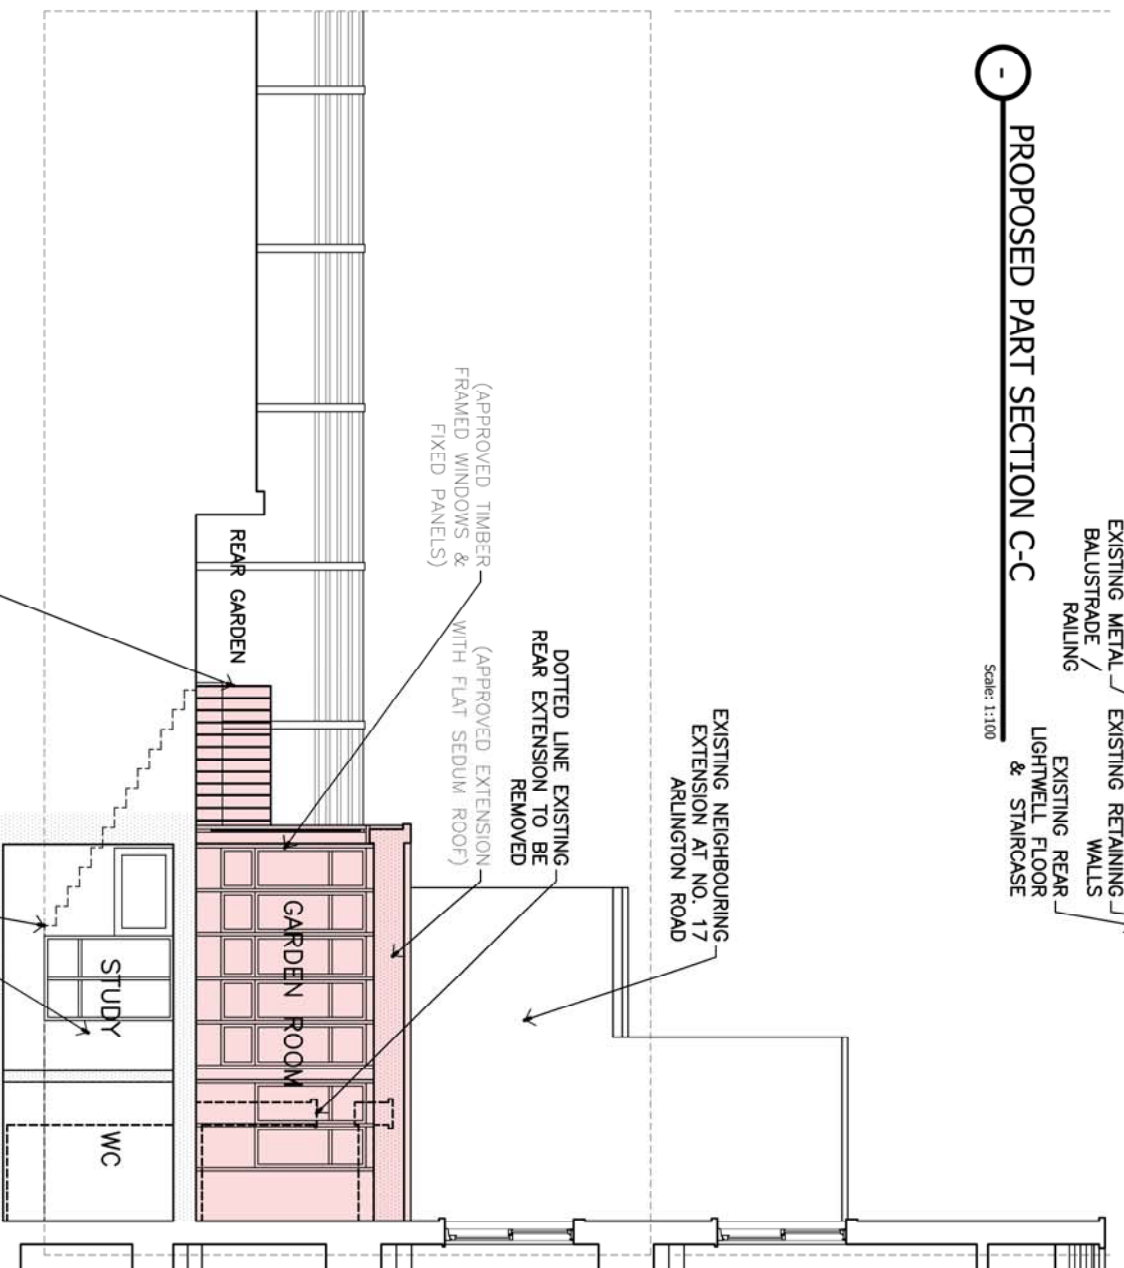 -
PROPOSED PART SECTION C-C
Scale: 1:100
EXISTING METAL
BALUSTRADE /
RAILING
EXISTING RETAINING
WALLS
EXISTING REAR
LIGHTWELL FLOOR
& STAIRCASE
EXISTING NEIGHBOURING
EXTENSION AT NO. 17
ARLINGTON ROAD
DOTTED LINE EXISTING
REAR EXTENSION TO BE
REMOVED
(APPROVED TIMBER
FRAMED WINDOWS &
FIXED PANELS)
(APPROVED EXTENSION
WITH FLAT SEDUM ROOF)
REAR GARDEN
GARDEN ROOM
STUDY
WC